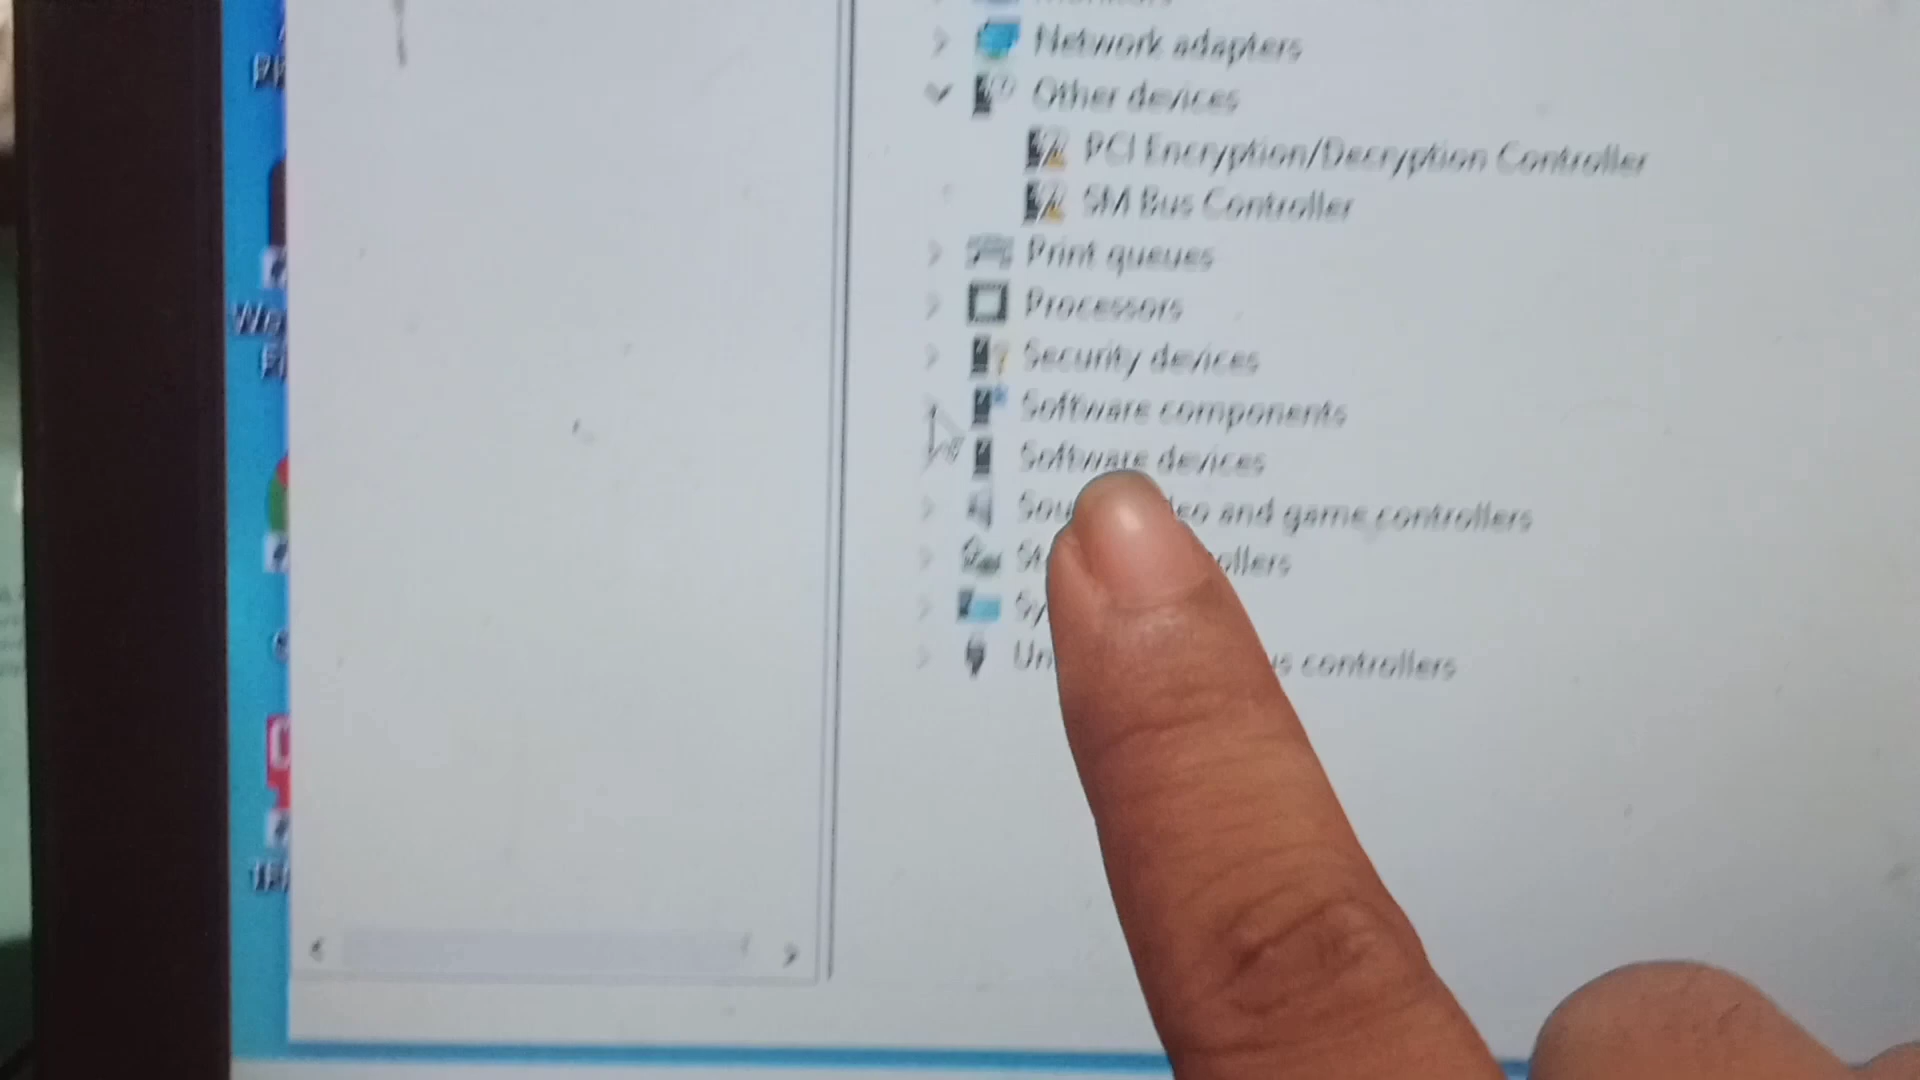 Monitors
Network adapters
Other devices
PCI Encryption/Decryption Controller
SM Bus Controller
Print queues
Processors
Security devices
Software components
Software devices
and game controllers
controllers